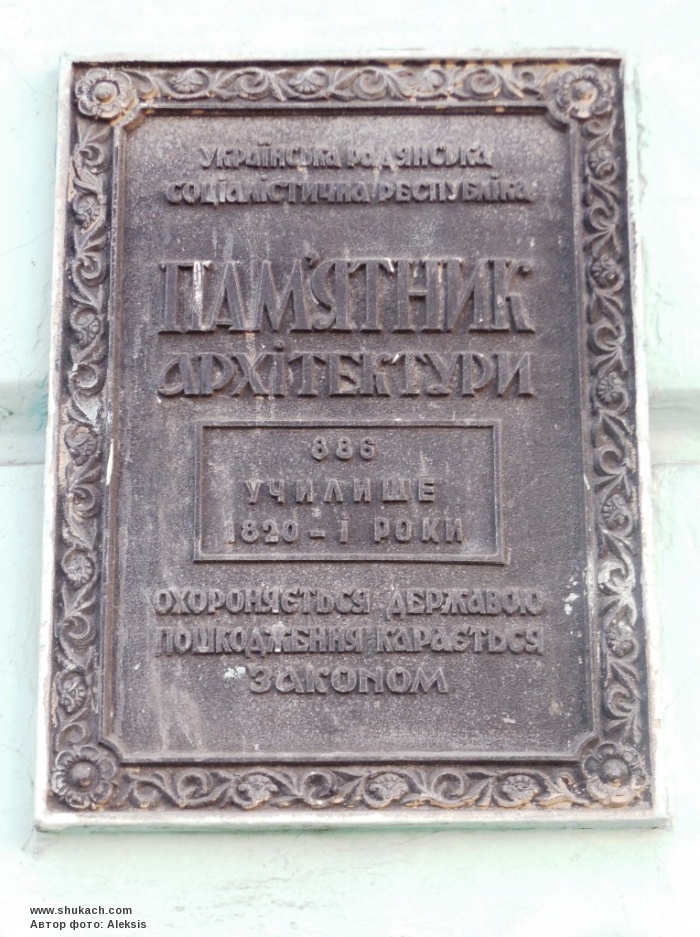 Українська Радянська
Соціалістична Республіка
ПАМ'ЯТНИК
АРХІТЕКТУРИ
886
УЧИЛИШЕ
1820 – І РОКИ
ОХОРОНЯЄТЬСЯ ДЕРЖАВОЮ
ПОШКОДЖЕННЯ КАРАЄТЬСЯ
ЗАКОНОМ
www.shukach.com
Автор фото: Aleksis